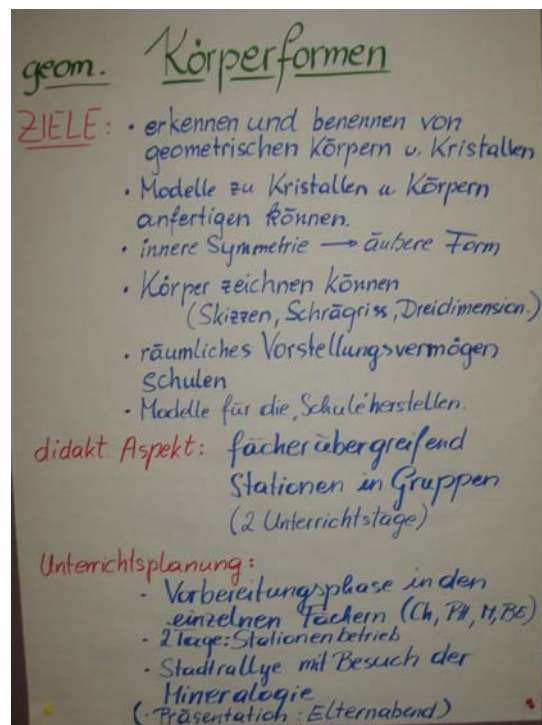 geom. Körperformen
ZIELE: • erkennen und benennen von
geometrischen Körpern u. Kristallen
• Modelle zu Kristallen u. Körpern
anfertigen können.
• innere Symmetrie → äußere Form
• Körper zeichnen können
(Skizzen, Schrägriss, Dreidimension.)
• räumliches Vorstellungsvermögen
schulen
• Modelle für die Schule herstellen.
didakt. Aspekt: fächerübergreifend
Stationen in Gruppen
(2 Unterrichtstage)
Unterrichtsplanung:
• Vorbereitungsphase in den
einzelnen Fächern (Ch, PH, M, BE)
• 2 Tage: Stationenbetrieb
• Stadtrallye mit Besuch der
Mineralogie
(• Präsentation: Elternabend)